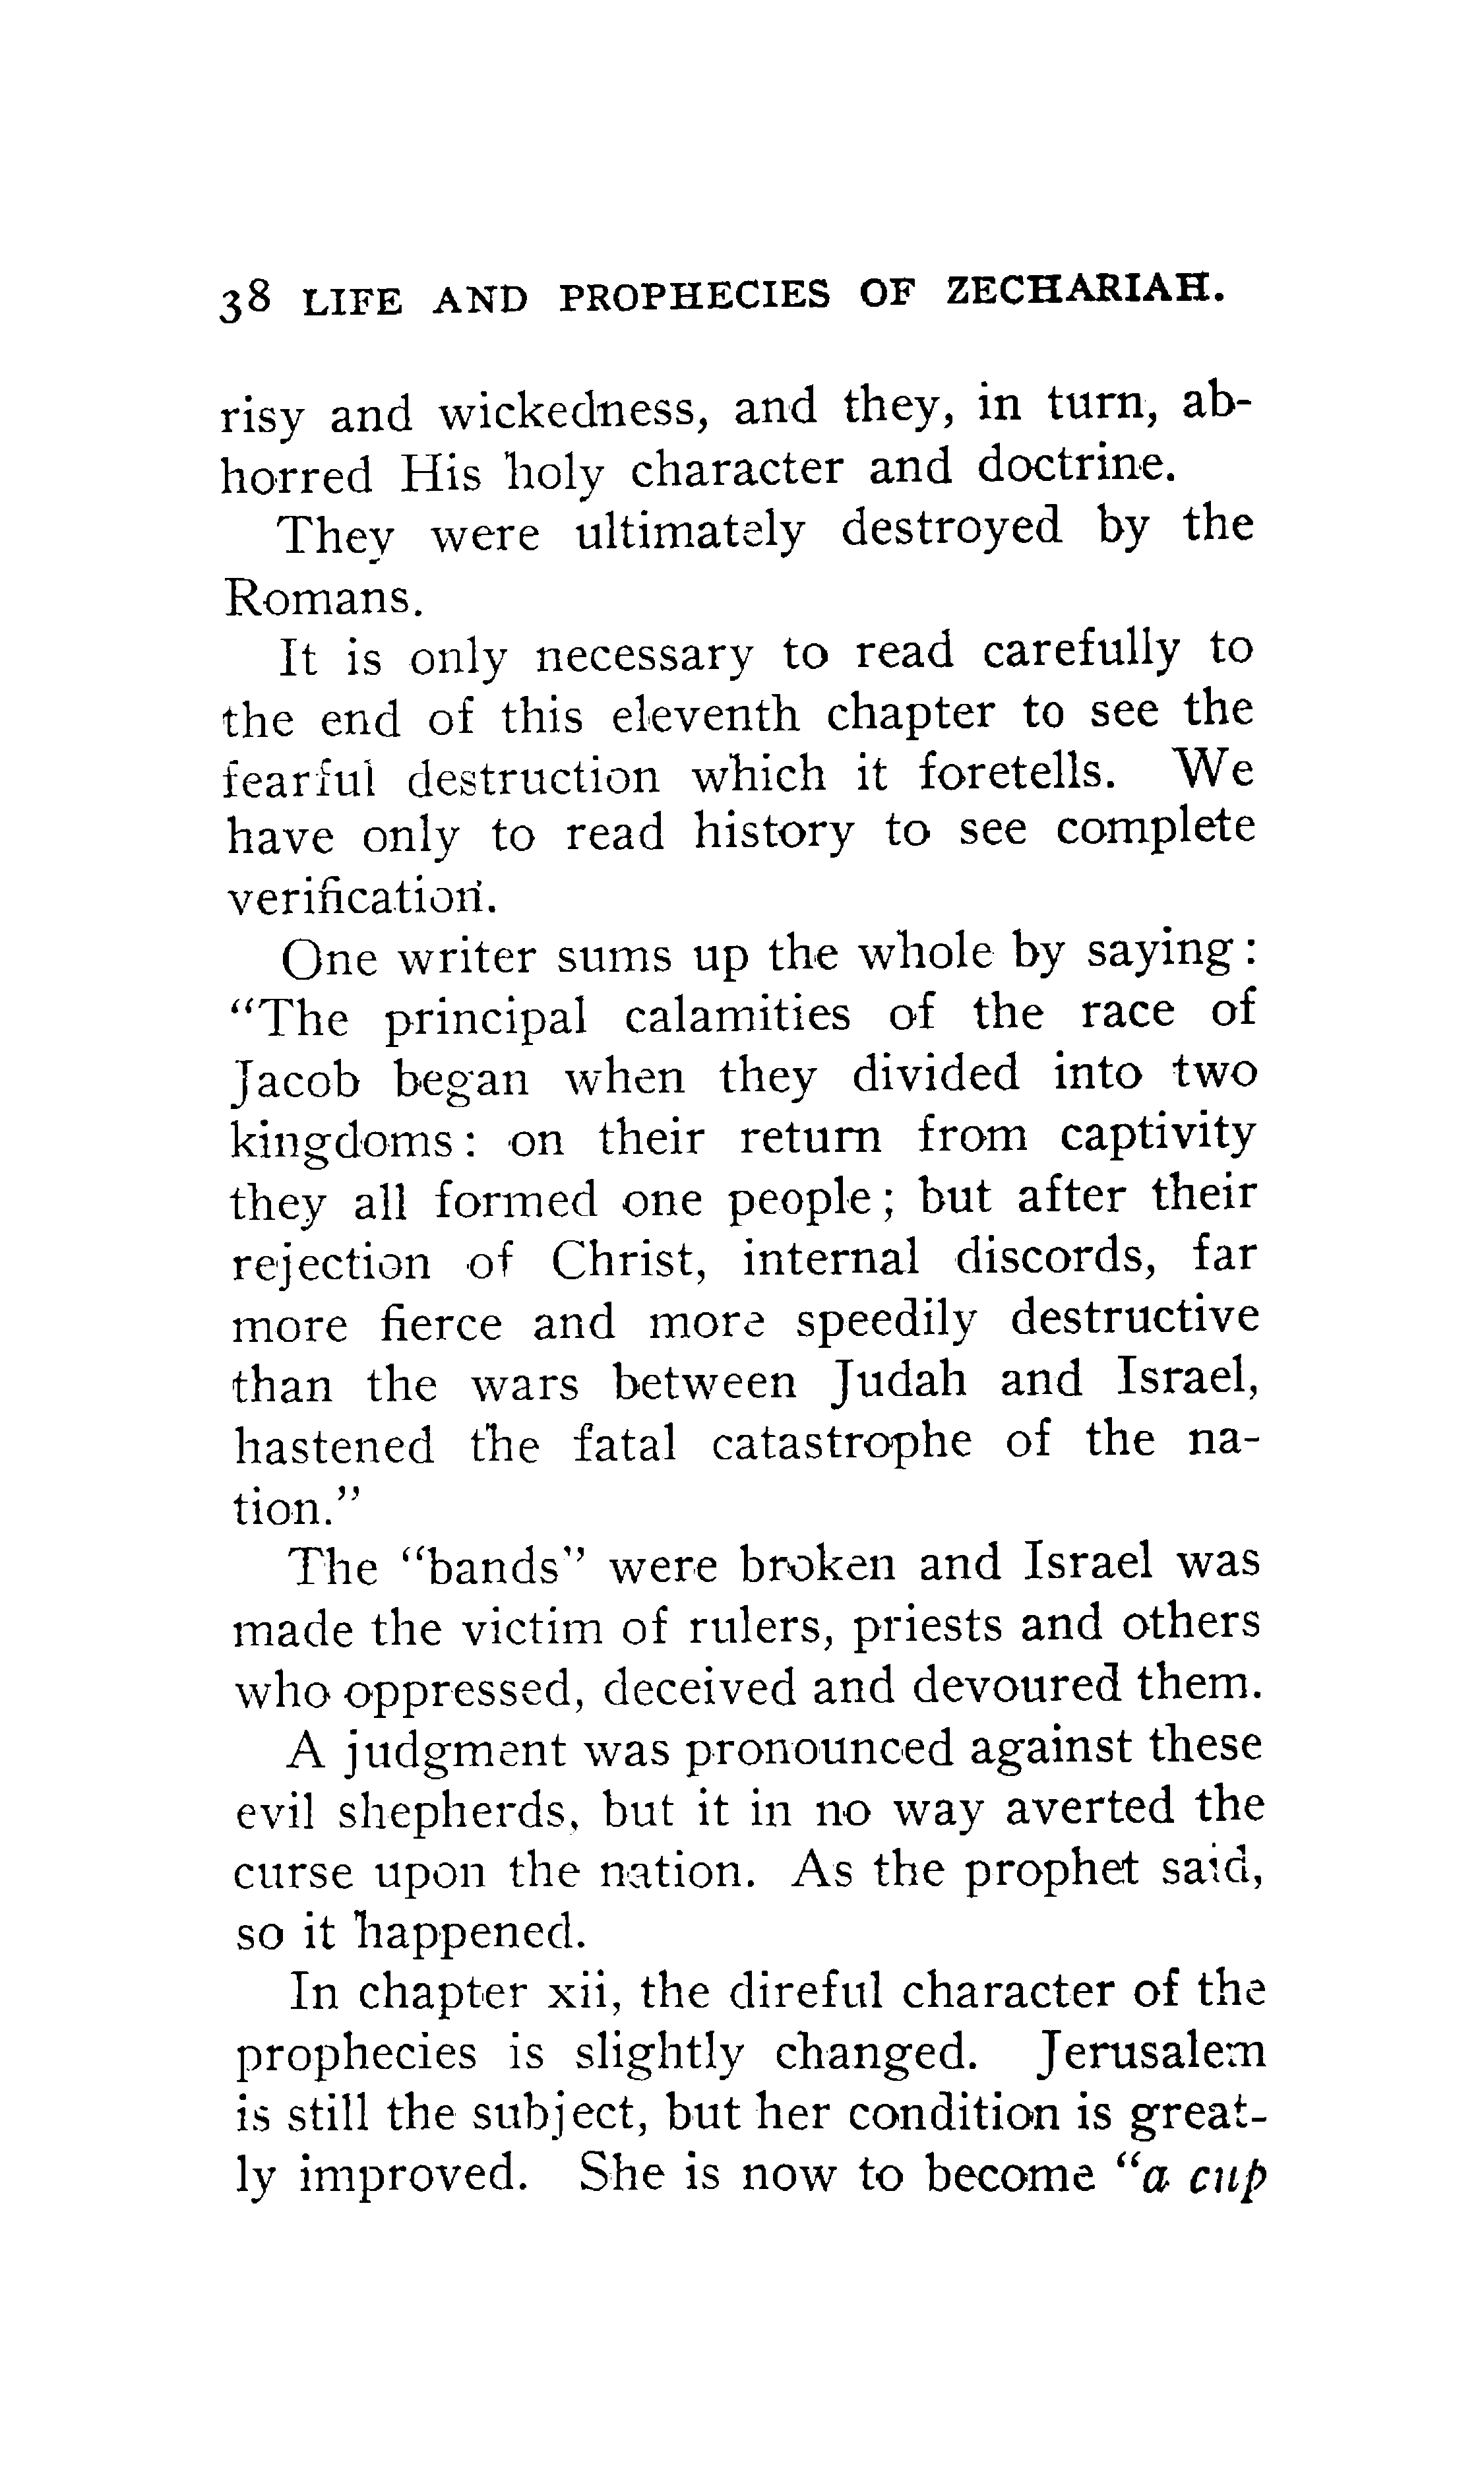 38 LIFE AND PROPHECIES OF ZECHARIAH.
risy and wickedness, and they, in turn, ab-
horred His holy character and doctrine.
They were ultimately destroyed by the
Romans.
It is only necessary to read carefully to
the end of this eleventh chapter to see the
fearful destruction which it foretells. We
have only to read history to see complete
verification.
One writer sums up the whole by saying:
“The principal calamities of the race of
Jacob began when they divided into two
kingdoms: on their return from captivity
they all formed one people; but after their
rejection of Christ, internal discords, far
more fierce and more speedily destructive
than the wars between Judah and Israel,
hastened the fatal catastrophe of the na-
tion.”
The “bands” were broken and Israel was
made the victim of rulers, priests and others
who oppressed, deceived and devoured them.
A judgment was pronounced against these
evil shepherds, but it in no way averted the
curse upon the nation. As the prophet said,
so it happened.
In chapter xii, the direful character of the
prophecies is slightly changed. Jerusalem
is still the subject, but her condition is great-
ly improved. She is now to become “a cup